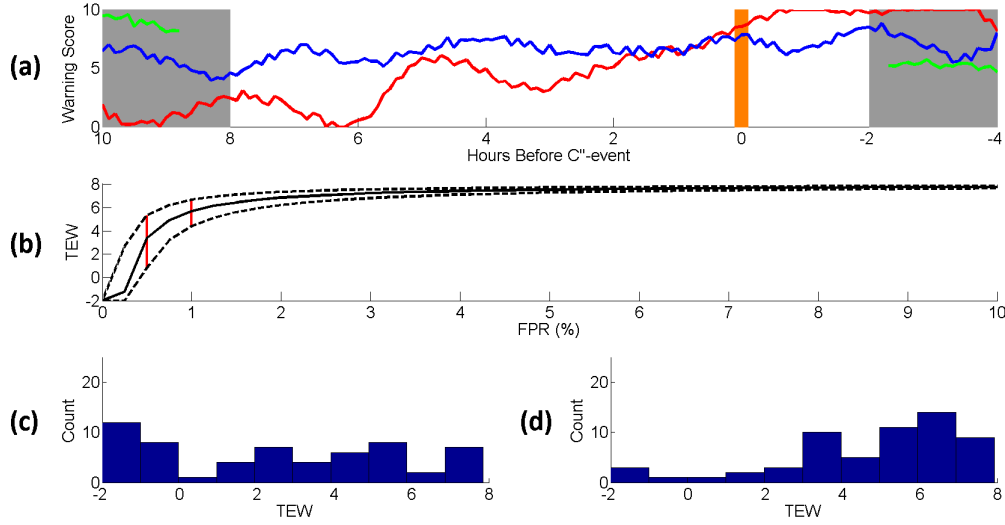 (a)
Warning Score
10
5
0
10 8 6 4 2 0 -2 -4
Hours Before C"-event
(b)
TEW
8
6
4
2
0
-2
0 1 2 3 4 5 6 7 8 9 10
FPR (%)
(c)
Count
20
10
0
-2 0 2 4 6 8
TEW
(d)
Count
20
10
0
-2 0 2 4 6 8
TEW